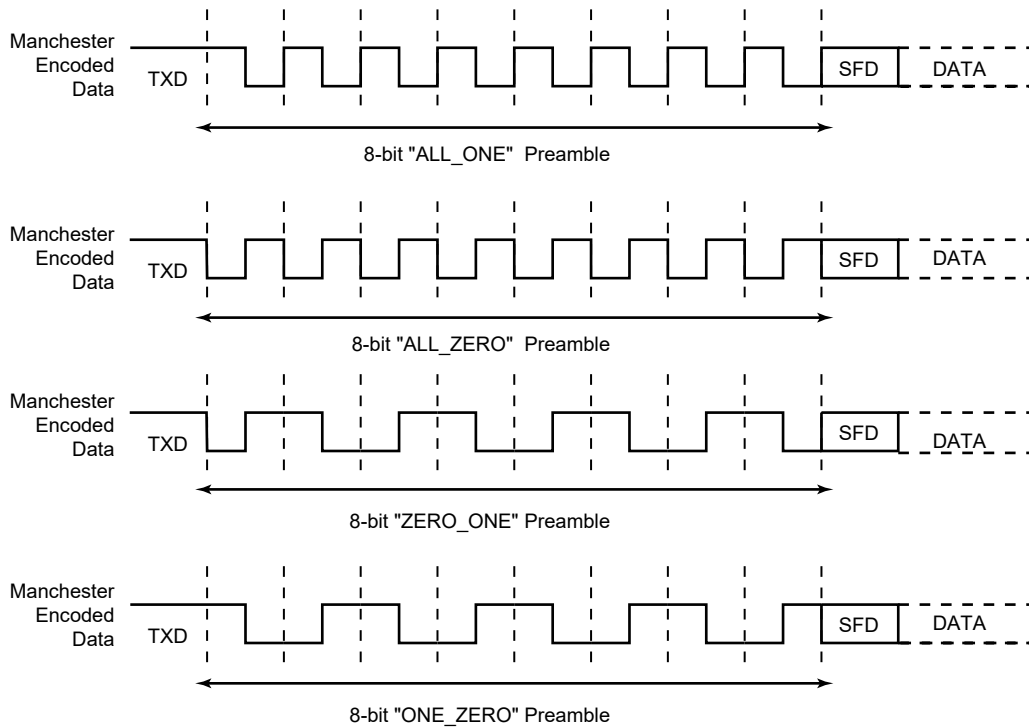 Manchester
Encoded
Data
TXD
SFD
DATA
8-bit "ALL_ONE" Preamble
Manchester
Encoded
Data
TXD
SFD
DATA
8-bit "ALL_ZERO" Preamble
Manchester
Encoded
Data
TXD
SFD
DATA
8-bit "ZERO_ONE" Preamble
Manchester
Encoded
Data
TXD
SFD
DATA
8-bit "ONE_ZERO" Preamble